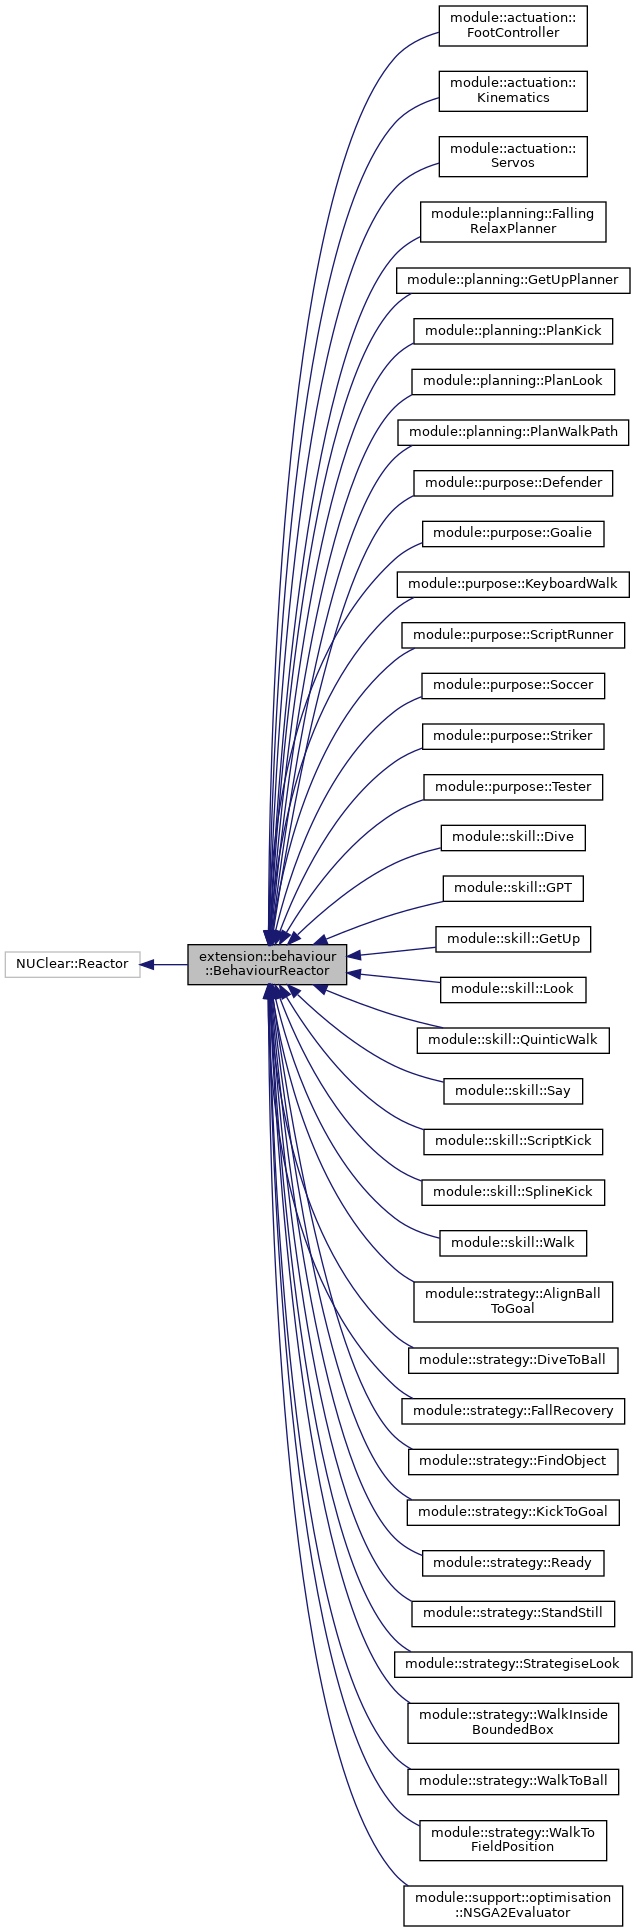 module::actuation::
FootController
module::actuation::
Kinematics
module::actuation::
Servos
module::planning::Falling
RelaxPlanner
module::planning::GetUpPlanner
module::planning::PlanKick
module::planning::PlanLook
module::planning::PlanWalkPath
module::purpose::Defender
module::purpose::Goalie
module::purpose::KeyboardWalk
module::purpose::ScriptRunner
module::purpose::Soccer
module::purpose::Striker
module::purpose::Tester
module::skill::Dive
module::skill::GPT
module::skill::GetUp
NUClear::Reactor
extension::behaviour
::BehaviourReactor
module::skill::Look
module::skill::QuinticWalk
module::skill::Say
module::skill::ScriptKick
module::skill::SplineKick
module::skill::Walk
module::strategy::AlignBall
ToGoal
module::strategy::DiveToBall
module::strategy::FallRecovery
module::strategy::FindObject
module::strategy::KickToGoal
module::strategy::Ready
module::strategy::StandStill
module::strategy::StrategiseLook
module::strategy::WalkInside
BoundedBox
module::strategy::WalkToBall
module::strategy::WalkTo
FieldPosition
module::support::optimisation
::NSGA2Evaluator